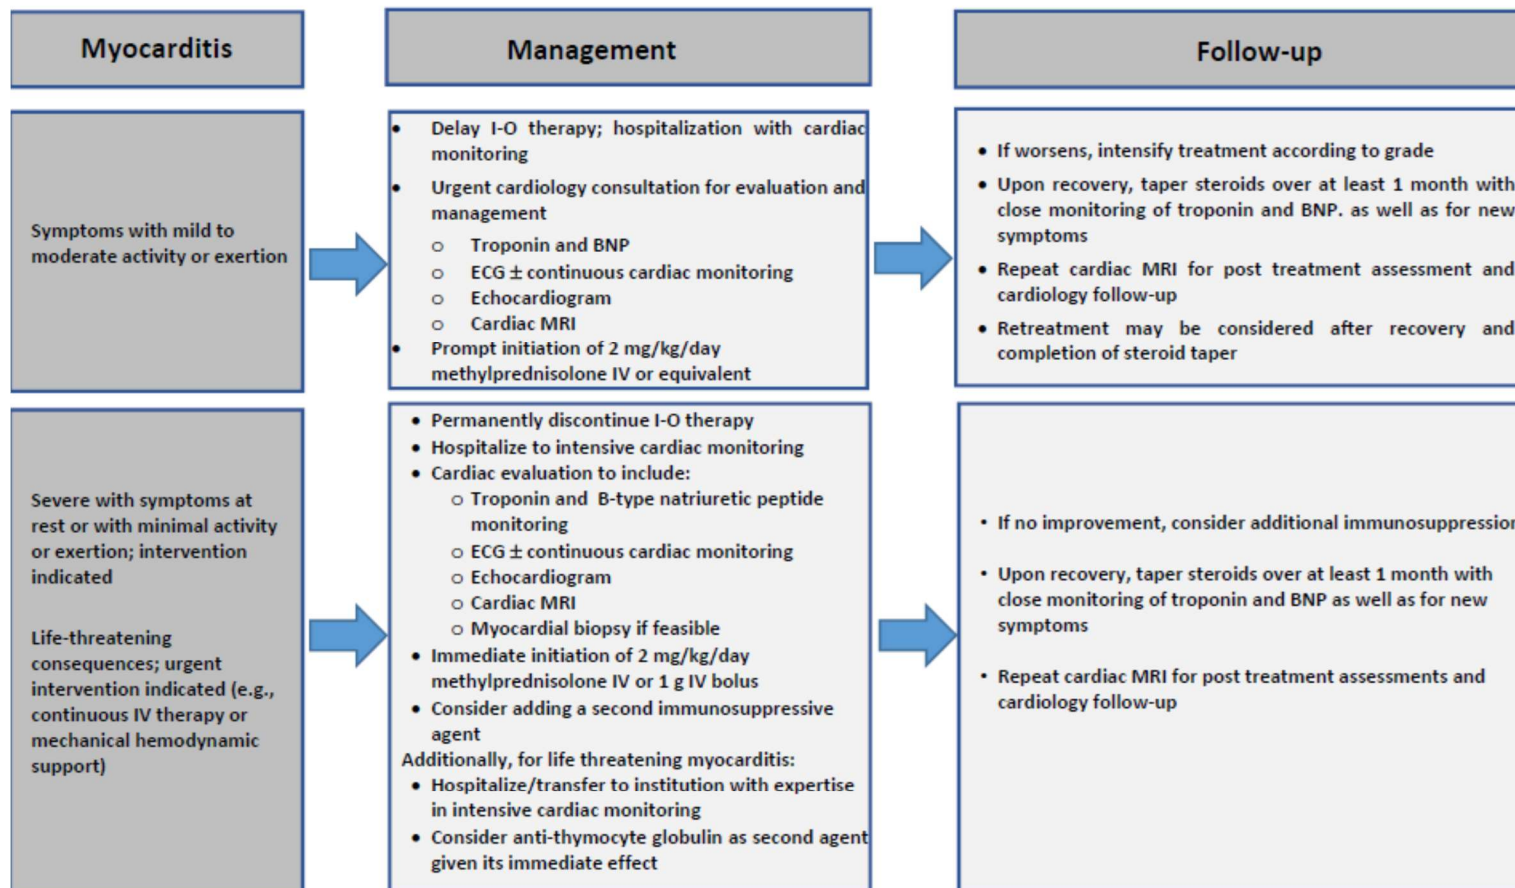 Myocarditis
Management
Follow-up
Symptoms with mild to
moderate activity or exertion
• Delay I-O therapy; hospitalization with cardiac
monitoring
• Urgent cardiology consultation for evaluation and
management
o Troponin and BNP
o ECG ± continuous cardiac monitoring
o Echocardiogram
o Cardiac MRI
• Prompt initiation of 2 mg/kg/day
methylprednisolone IV or equivalent
• If worsens, intensify treatment according to grade
• Upon recovery, taper steroids over at least 1 month with
close monitoring of troponin and BNP. as well as for new
symptoms
• Repeat cardiac MRI for post treatment assessment and
cardiology follow-up
• Retreatment may be considered after recovery and
completion of steroid taper
Severe with symptoms at
rest or with minimal activity
or exertion; intervention
indicated
Life-threatening
consequences; urgent
intervention indicated (e.g.,
continuous IV therapy or
mechanical hemodynamic
support)
• Permanently discontinue I-O therapy
• Hospitalize to intensive cardiac monitoring
• Cardiac evaluation to include:
o Troponin and B-type natriuretic peptide
monitoring
o ECG ± continuous cardiac monitoring
o Echocardiogram
o Cardiac MRI
o Myocardial biopsy if feasible
• Immediate initiation of 2 mg/kg/day
methylprednisolone IV or 1 g IV bolus
• Consider adding a second immunosuppressive
agent
Additionally, for life threatening myocarditis:
• Hospitalize/transfer to institution with expertise
in intensive cardiac monitoring
• Consider anti-thymocyte globulin as second agent
given its immediate effect
• If no improvement, consider additional immunosuppression
• Upon recovery, taper steroids over at least 1 month with
close monitoring of troponin and BNP as well as for new
symptoms
• Repeat cardiac MRI for post treatment assessments and
cardiology follow-up